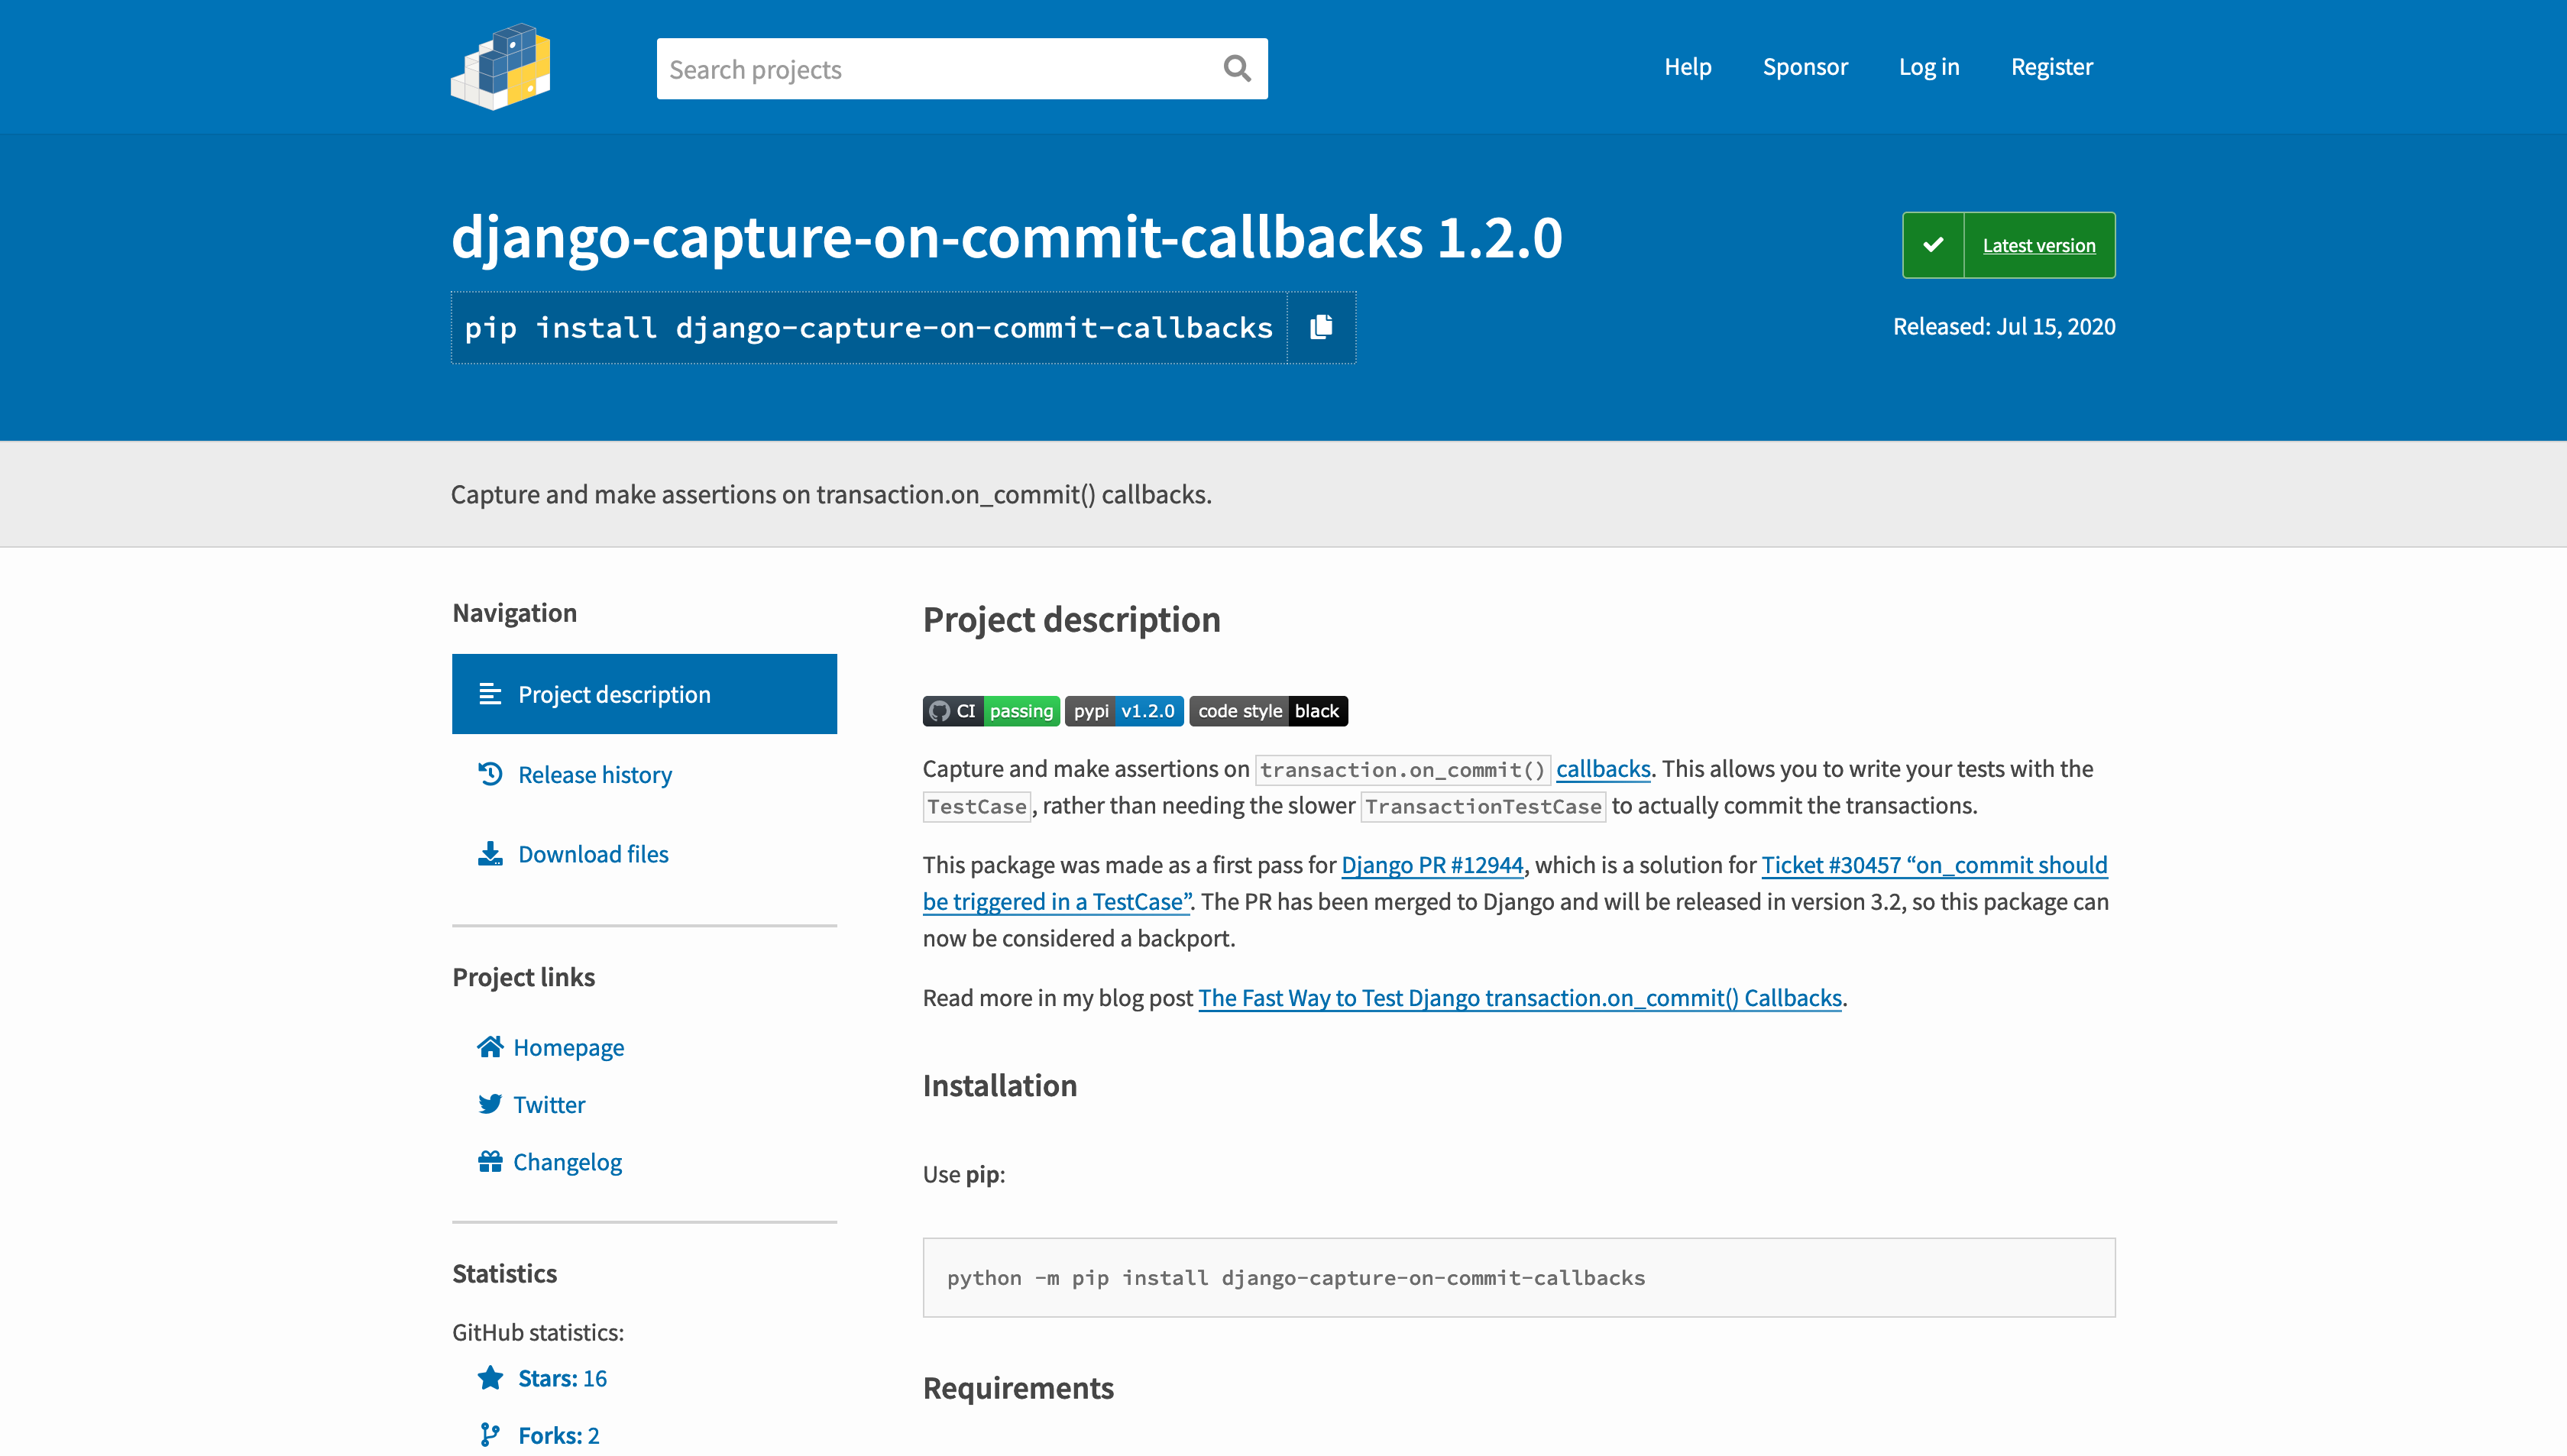 Search projects
Help
Sponsor
Log in
Register
django-capture-on-commit-callbacks 1.2.0
pip install django-capture-on-commit-callbacks
Latest version
Released: Jul 15, 2020
Capture and make assertions on transaction.on_commit() callbacks.
Navigation
Project description
Release history
Download files
Project links
Homepage
Twitter
Changelog
Statistics
GitHub statistics:
Stars: 16
Forks: 2
Project description
CI passing pypi v1.2.0 code style black
Capture and make assertions on transaction.on_commit() callbacks. This allows you to write your tests with the
TestCase, rather than needing the slower TransactionTestCase to actually commit the transactions.
This package was made as a first pass for Django PR #12944, which is a solution for Ticket #30457 “on_commit should
be triggered in a TestCase”. The PR has been merged to Django and will be released in version 3.2, so this package can
now be considered a backport.
Read more in my blog post The Fast Way to Test Django transaction.on_commit() Callbacks.
Installation
Use pip:
python -m pip install django-capture-on-commit-callbacks
Requirements